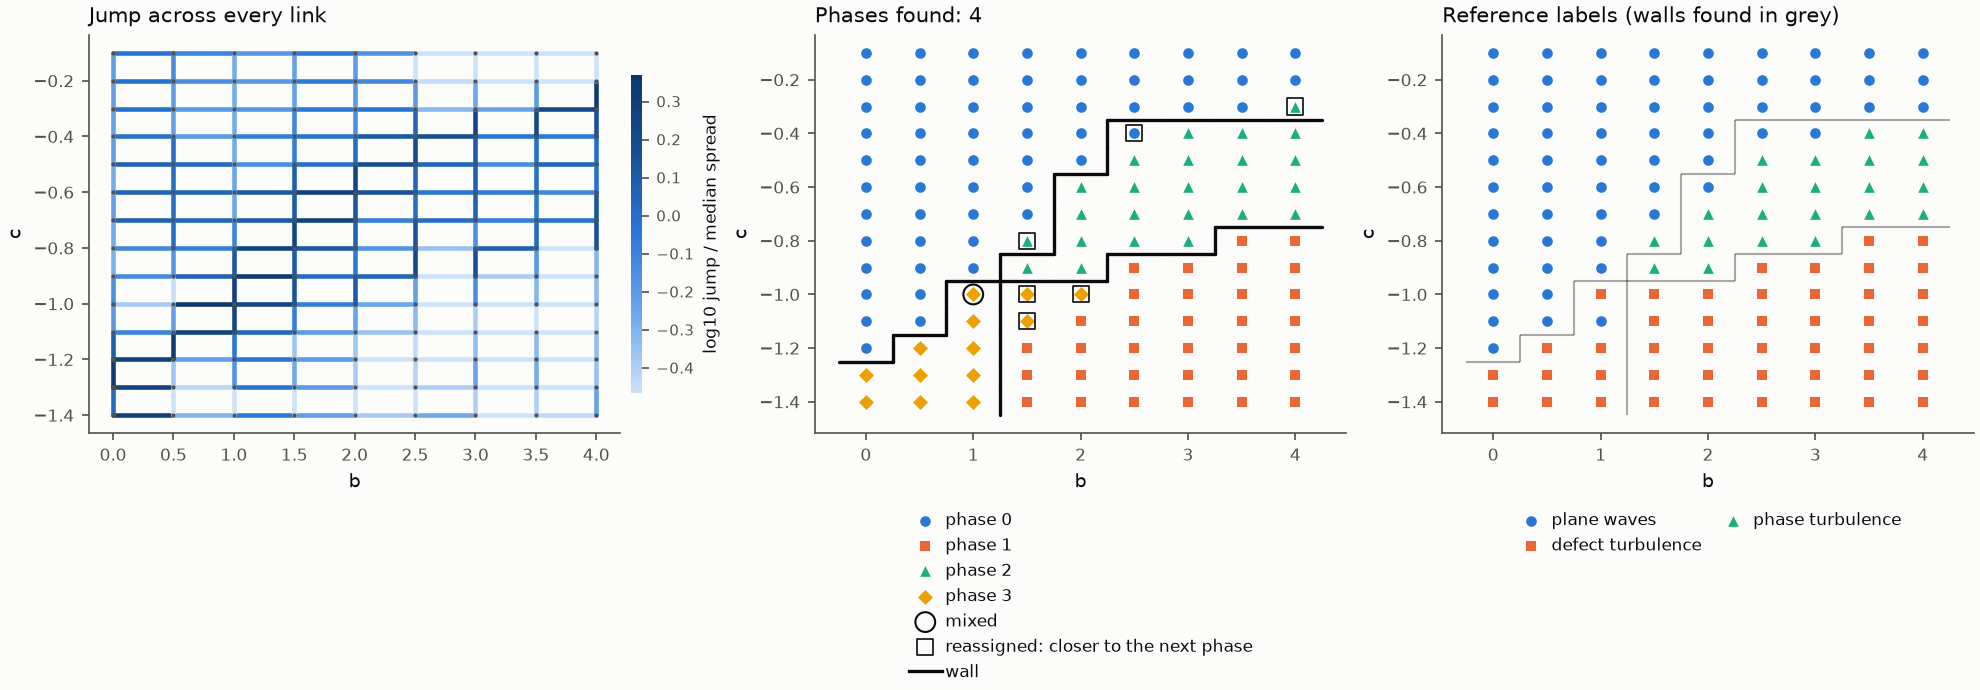 Jump across every link
−0.2
−0.4
−0.6
−0.8
−1.0
−1.2
−1.4
c
0.0 0.5 1.0 1.5 2.0 2.5 3.0 3.5 4.0
b
0.3
0.2
0.1
0.0
−0.1
−0.2
−0.3
−0.4
log10 jump / median spread
Phases found: 4
−0.2
−0.4
−0.6
−0.8
−1.0
−1.2
−1.4
c
0 1 2 3 4
b
phase 0
phase 1
phase 2
phase 3
mixed
reassigned: closer to the next phase
wall
Reference labels (walls found in grey)
−0.2
−0.4
−0.6
−0.8
−1.0
−1.2
−1.4
c
0 1 2 3 4
b
plane waves phase turbulence
defect turbulence